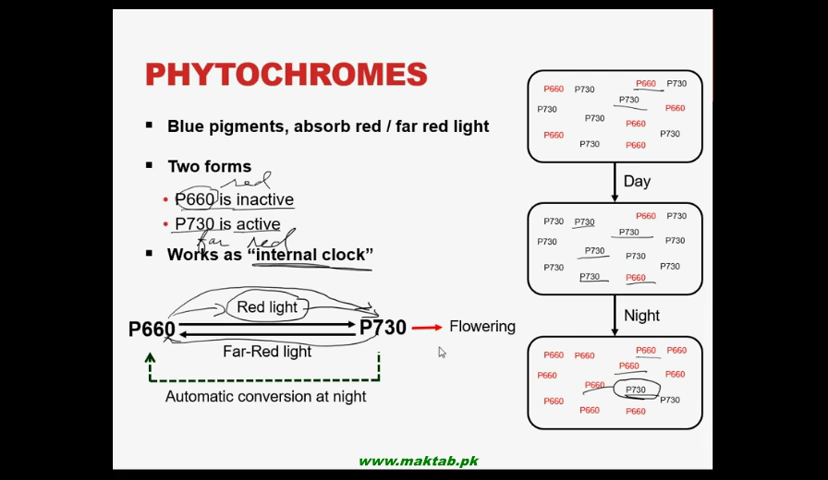 PHYTOCHROMES
▪ Blue pigments, absorb red / far red light
▪ Two forms
red
• P660 is inactive
• P730 is active
far red
▪ Works as “internal clock”
Red light
P660 P730 Flowering
Far-Red light
Automatic conversion at night
P660 P730 P660 P730
P730 P730 P660
P730 P660
P660 P730
P730 P660
Day
P730 P730 P660 P730
P730 P730
P730 P730
P730 P660
P730 P730
P730 P660
Night
P660 P660 P660 P660
P660
P660 P660
P660 P730
P660 P730
P660 P660
www.maktab.pk